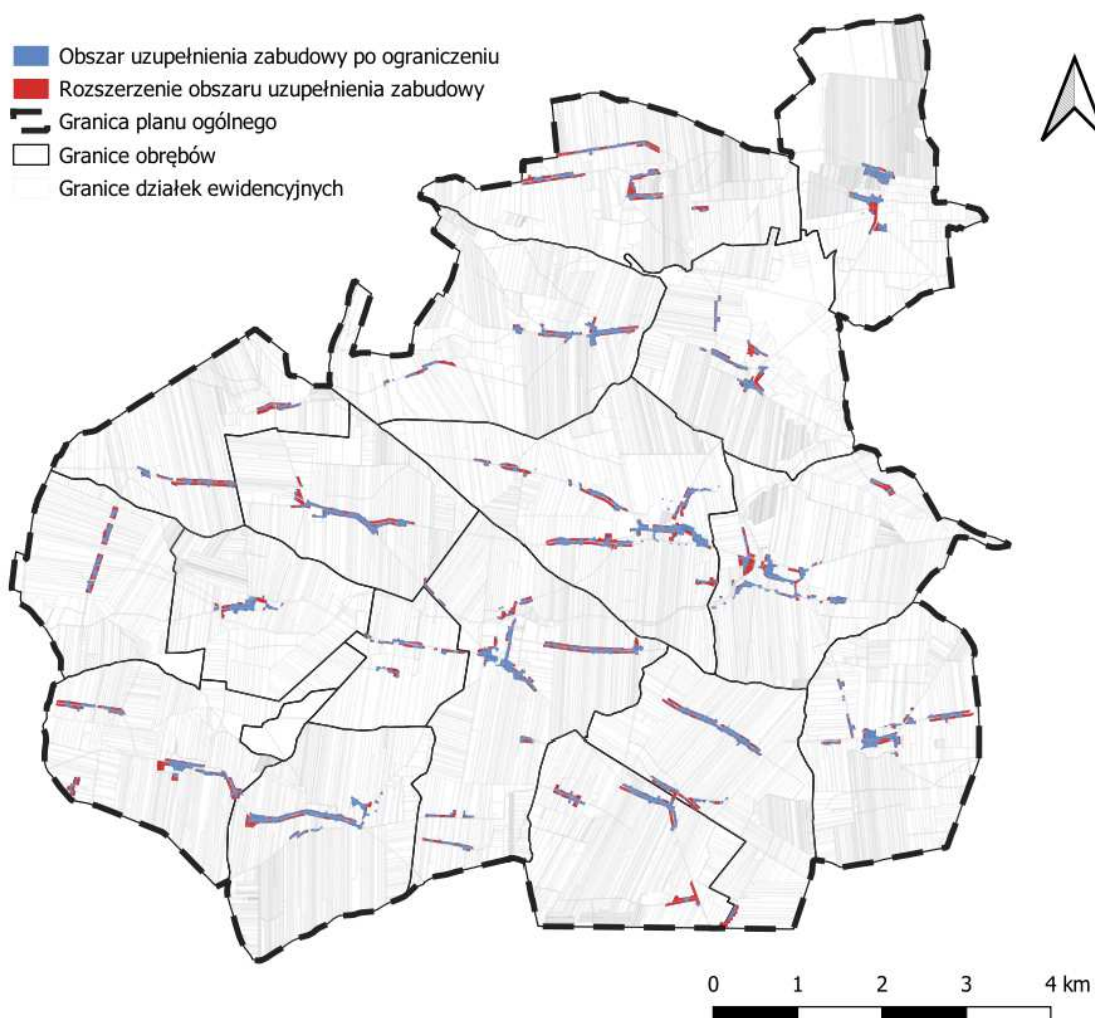 Obszar uzupełnienia zabudowy po ograniczeniu
Rozszerzenie obszaru uzupełnienia zabudowy
Granica planu ogólnego
Granice obrębów
Granice działek ewidencyjnych
0 1 2 3 4 km